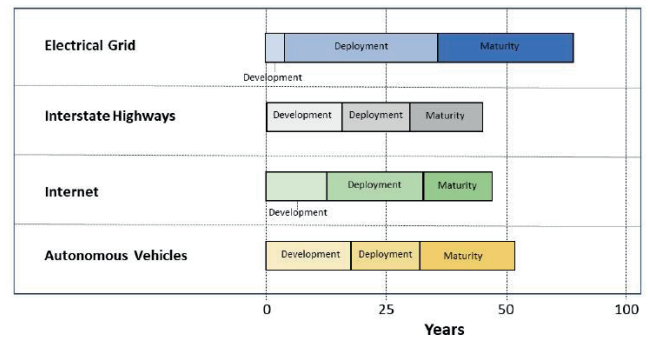 Electrical Grid
Deployment Maturity
Development
Interstate Highways
Development Deployment Maturity
Internet
Deployment Maturity
Development
Autonomous Vehicles
Development Deployment Maturity
0 25 50 100
Years